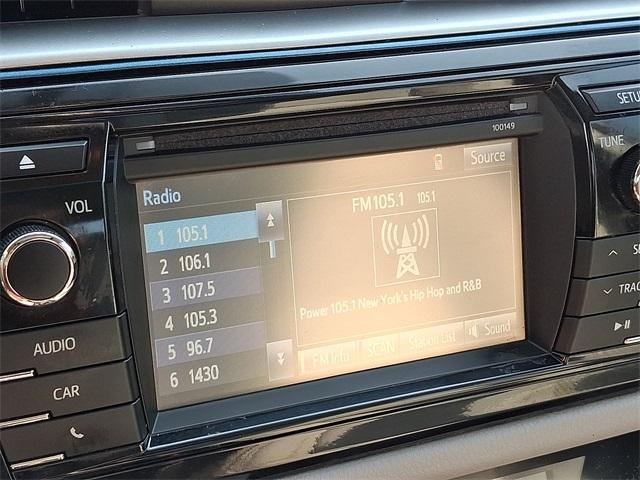 100149
SETU
TUNE
VOL
Radio
Source
FM105.1 105.1
1 105.1
2 106.1
3 107.5
4 105.3
5 96.7
6 1430
Power 105.1 New York's Hip Hop and R&B
FM Info SCAN Station List Sound
AUDIO
CAR
TRAC